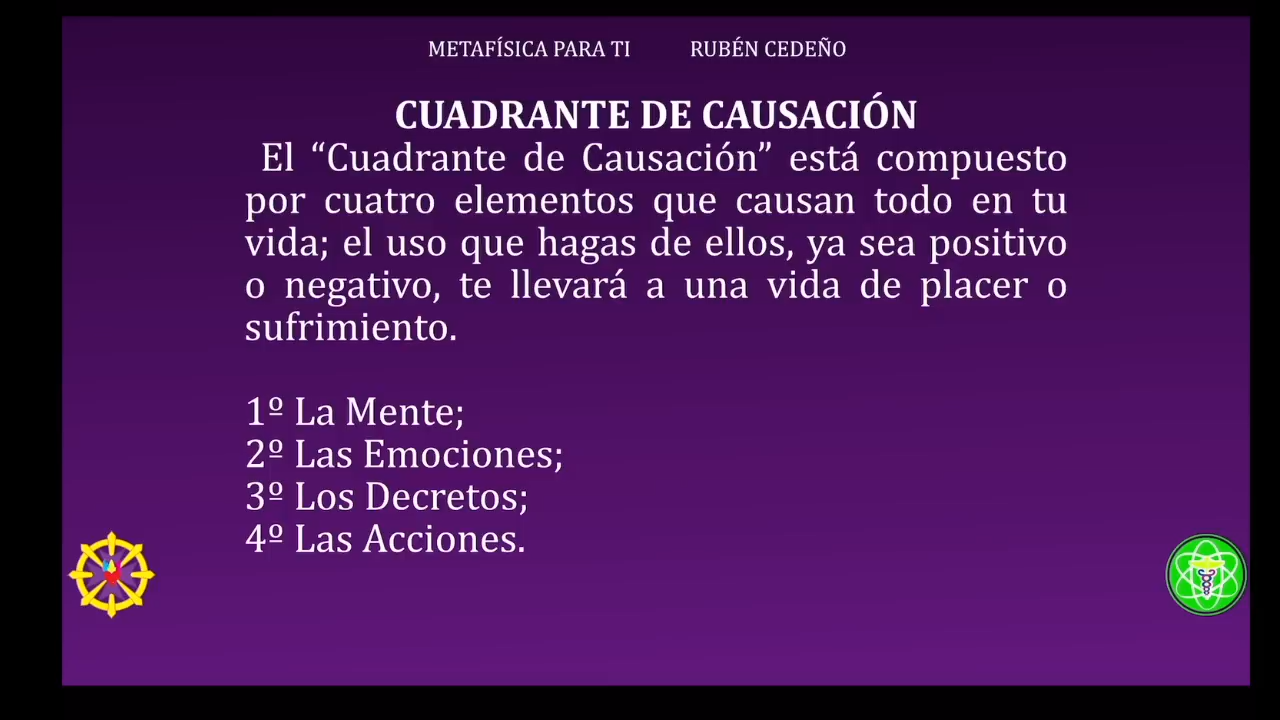 METAFÍSICA PARA TI RUBÉN CEDEÑO
CUADRANTE DE CAUSACIÓN
El “Cuadrante de Causación” está compuesto
por cuatro elementos que causan todo en tu
vida; el uso que hagas de ellos, ya sea positivo
o negativo, te llevará a una vida de placer o
sufrimiento.
1º La Mente;
2º Las Emociones;
3º Los Decretos;
4º Las Acciones.